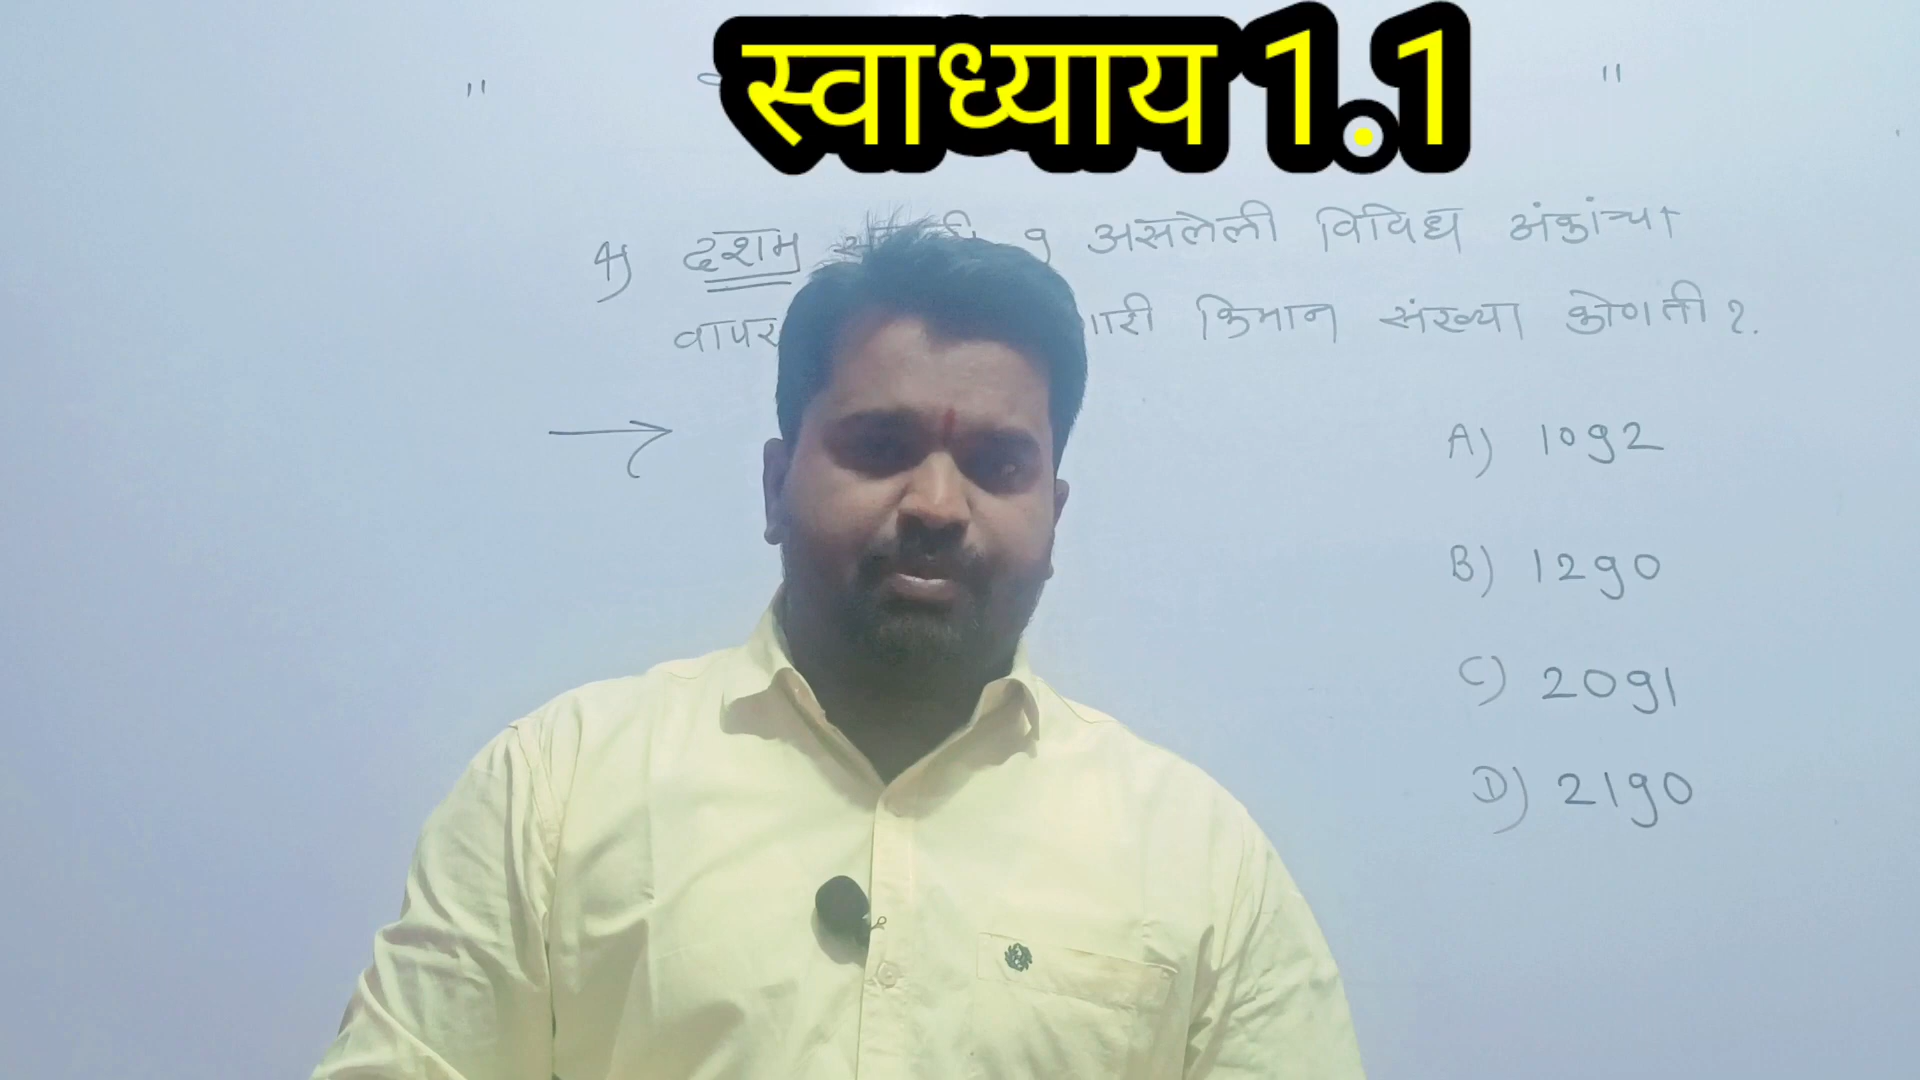 स्वाध्याय 1.1
"
"
4) दशम 9 असलेली विविध अंकांच्या
वापर किमान संख्या कोणती ?.
→
A) 1092
B) 1290
C) 2091
D) 2190